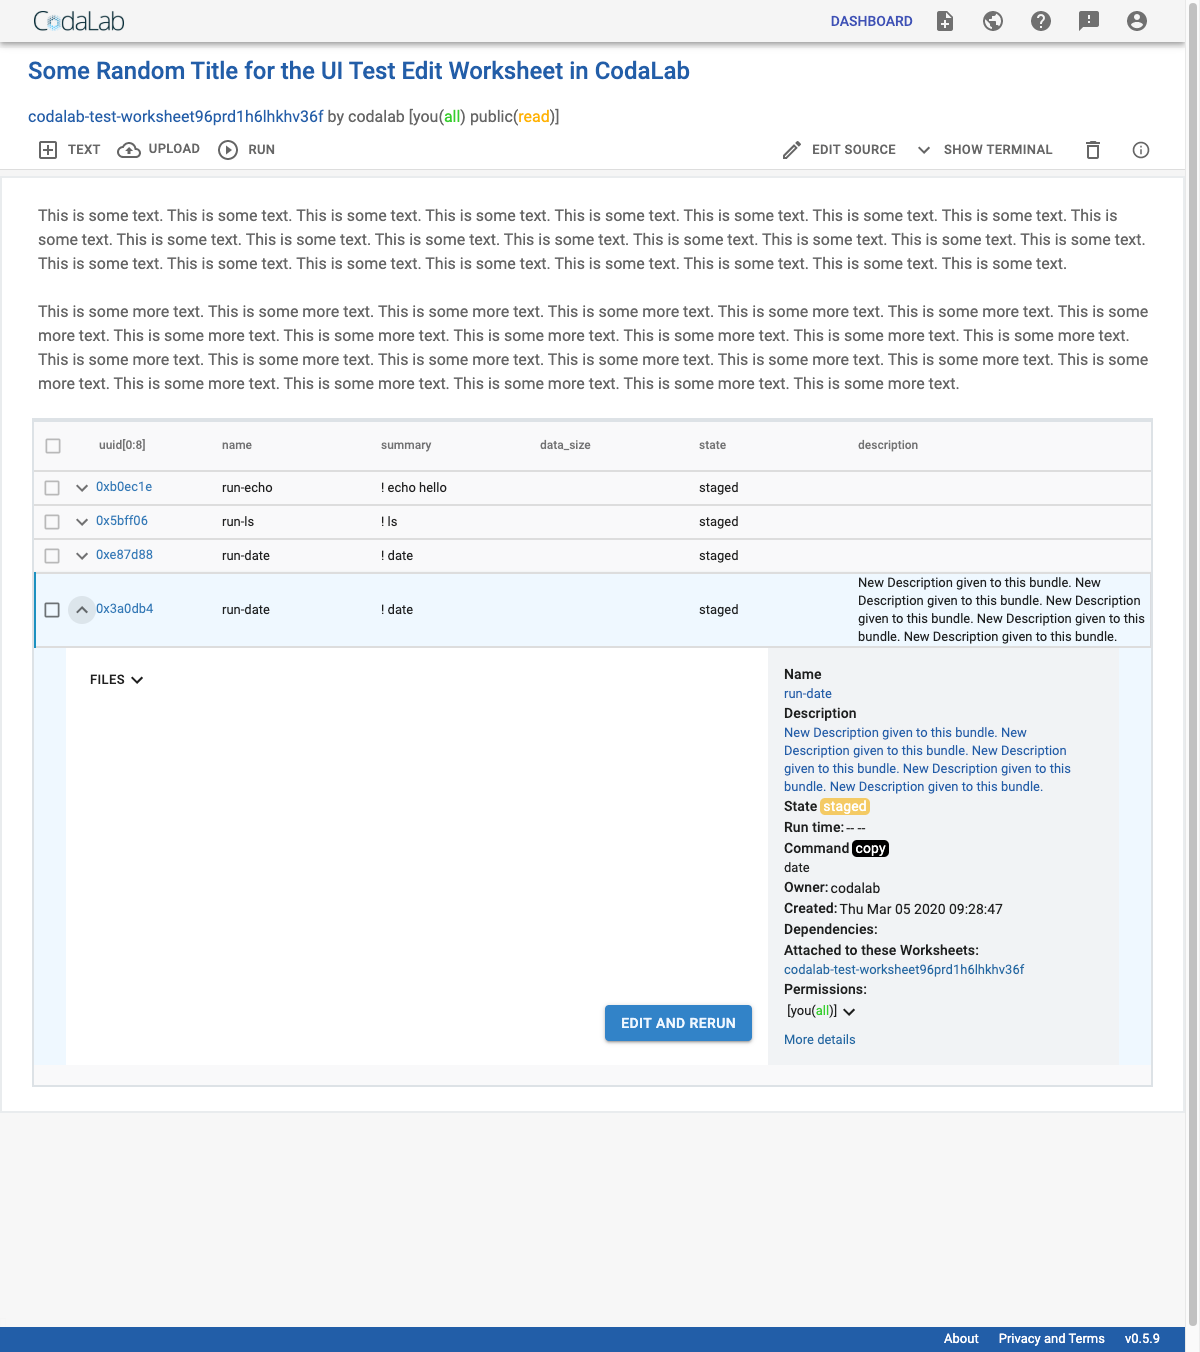 CodaLab
DASHBOARD
Some Random Title for the UI Test Edit Worksheet in CodaLab
codalab-test-worksheet96prd1h6lhkhv36f by codalab [you(all) public(read)]
TEXT UPLOAD RUN EDIT SOURCE SHOW TERMINAL
This is some text. This is some text. This is some text. This is some text. This is some text. This is some text. This is some text. This is some text. This is
some text. This is some text. This is some text. This is some text. This is some text. This is some text. This is some text. This is some text. This is some text.
This is some text. This is some text. This is some text. This is some text. This is some text. This is some text. This is some text. This is some text.
This is some more text. This is some more text. This is some more text. This is some more text. This is some more text. This is some more text. This is some
more text. This is some more text. This is some more text. This is some more text. This is some more text. This is some more text. This is some more text.
This is some more text. This is some more text. This is some more text. This is some more text. This is some more text. This is some more text. This is some
more text. This is some more text. This is some more text. This is some more text. This is some more text. This is some more text.
uuid[0:8] name summary data_size state description
0xb0ec1e run-echo ! echo hello staged
0x5bff06 run-ls ! ls staged
0xe87d88 run-date ! date staged
0x3a0db4 run-date ! date staged
New Description given to this bundle. New
Description given to this bundle. New Description
given to this bundle. New Description given to this
bundle. New Description given to this bundle.
FILES
Name
run-date
Description
New Description given to this bundle. New
Description given to this bundle. New Description
given to this bundle. New Description given to this
bundle. New Description given to this bundle.
State staged
Run time: -- --
Command copy
date
Owner: codalab
Created: Thu Mar 05 2020 09:28:47
Dependencies:
Attached to these Worksheets:
codalab-test-worksheet96prd1h6lhkhv36f
Permissions:
[you(all)]
More details
EDIT AND RERUN
About Privacy and Terms v0.5.9